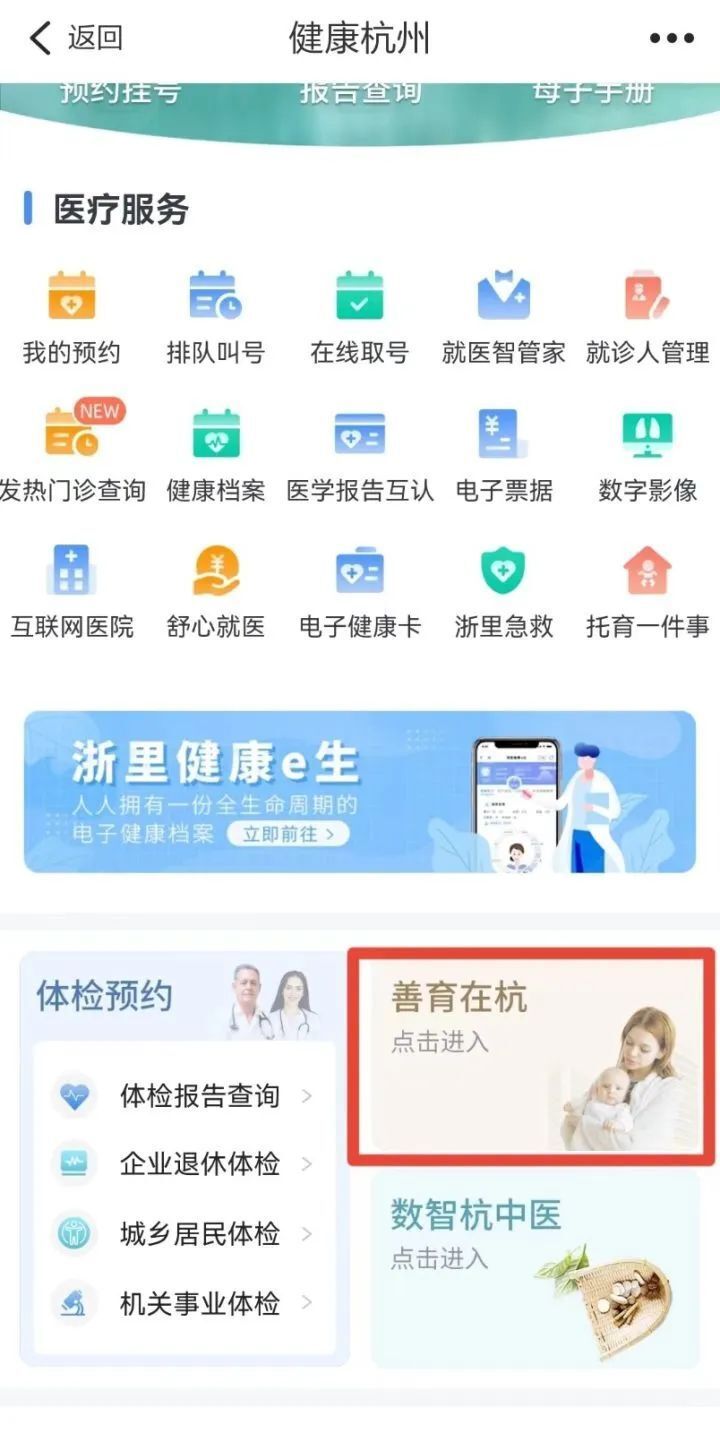 返回
健康杭州
预约挂号
报告查询
母子手册
医疗服务
我的预约
排队叫号
在线取号
就医智管家
就诊人管理
NEW
发热门诊查询
健康档案
医学报告互认
电子票据
数字影像
互联网医院
舒心就医
电子健康卡
浙里急救
托育一件事
浙里健康e生
人人拥有一份全生命周期的
电子健康档案
立即前往 >
体检预约
体检报告查询
企业退休体检
城乡居民体检
机关事业体检
善育在杭
点击进入
数智杭中医
点击进入